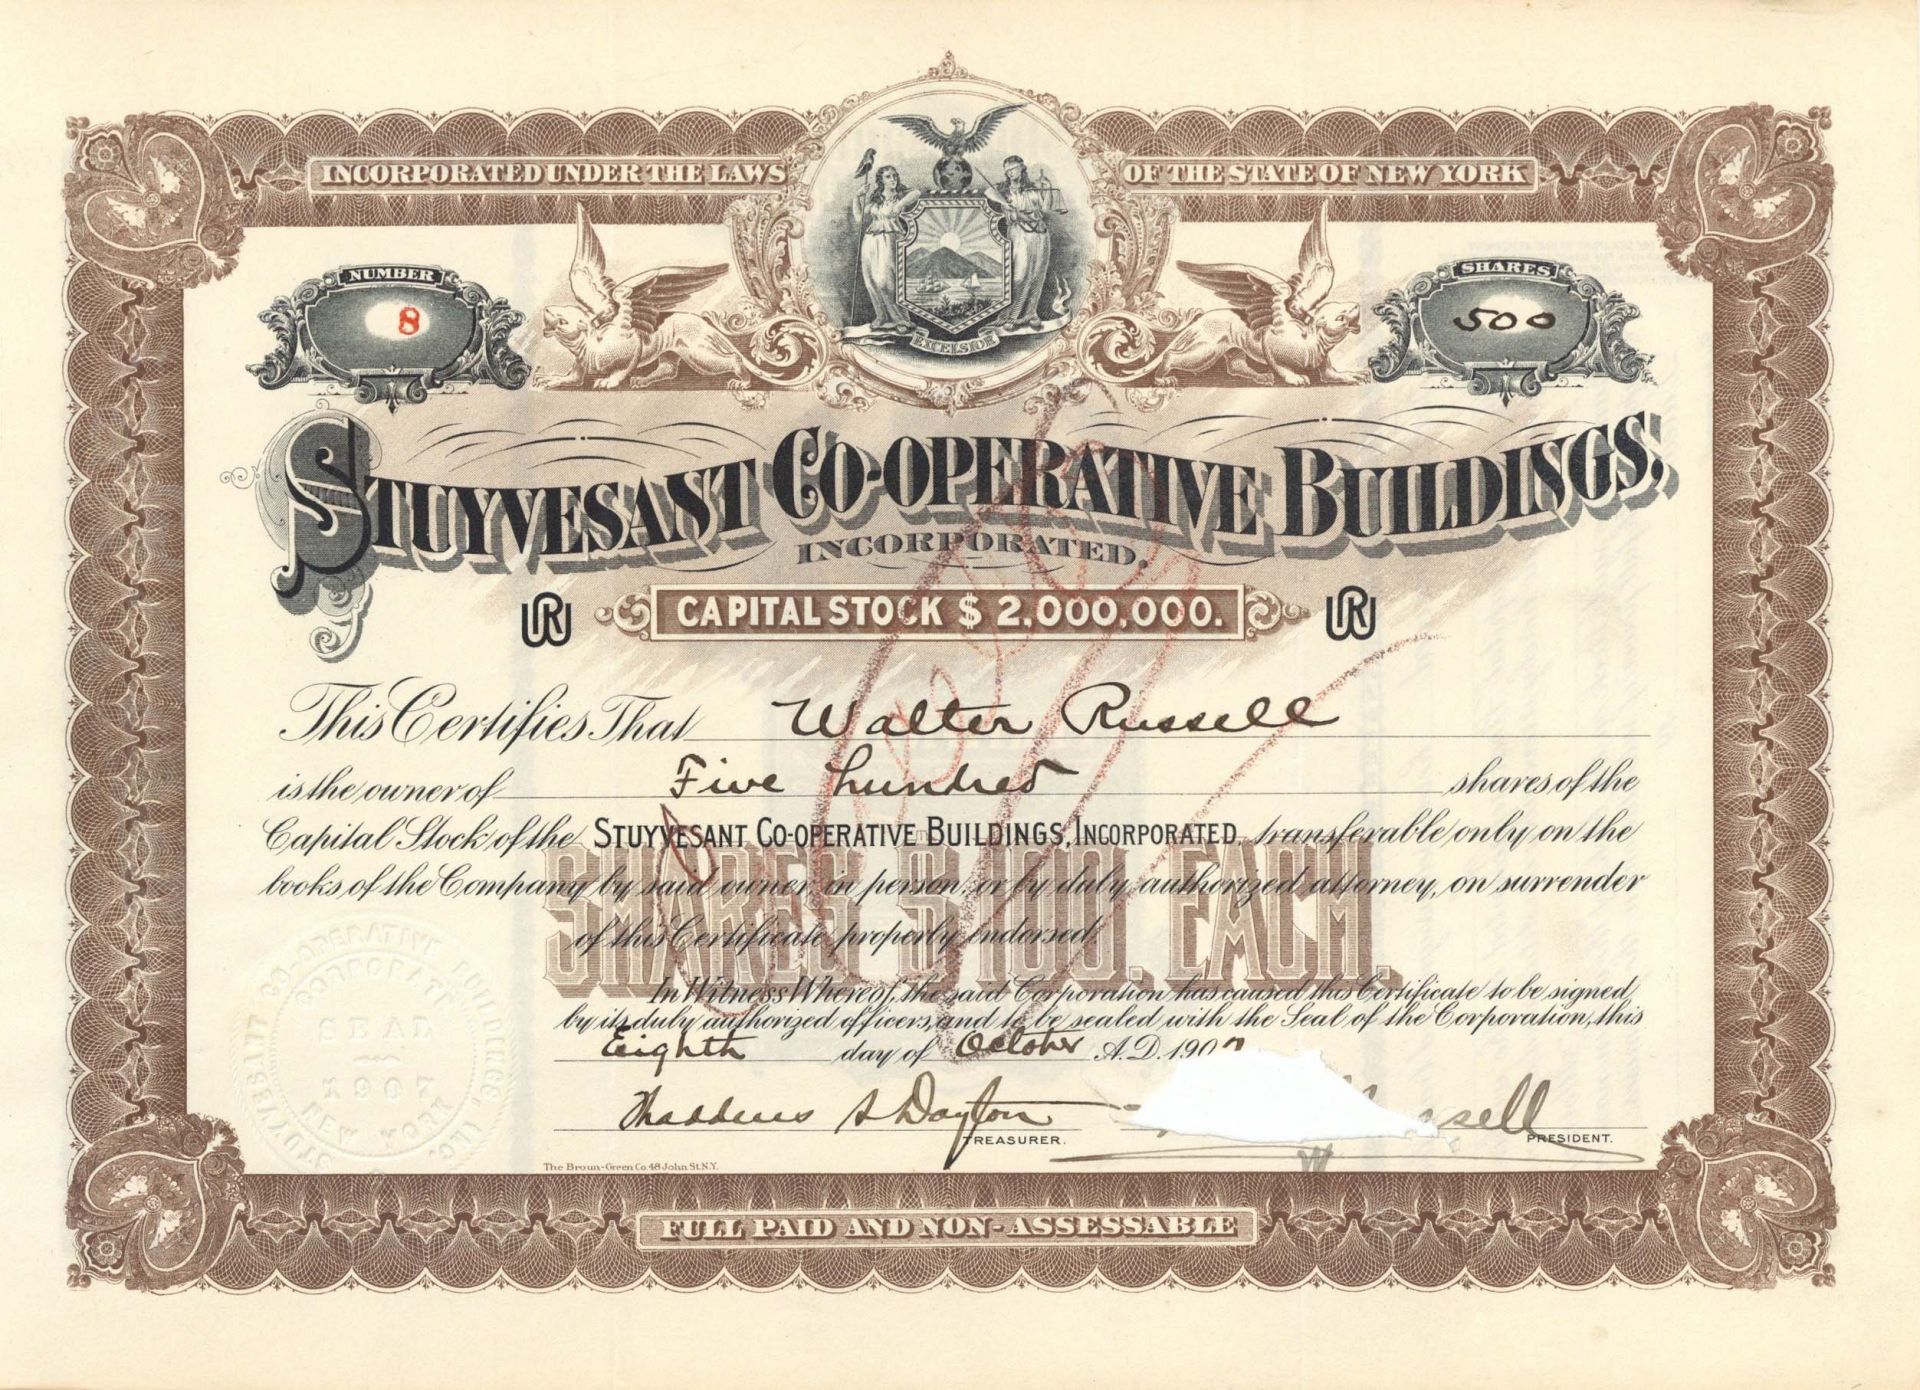 INCORPORATED UNDER THE LAWS OF THE STATE OF NEW YORK
EXCELSIOR
NUMBER
8
SHARES
500
STUYVESANT CO-OPERATIVE BUILDINGS,
INCORPORATED.
CAPITAL STOCK $ 2,000,000.
This Certifies That Walter Russell
is the owner of Five hundred shares of the
Capital Stock of the STUYVESANT CO-OPERATIVE BUILDINGS, INCORPORATED, transferable only on the
books of the Company by said owner in person, or by duly authorized attorney, on surrender
of this Certificate properly endorsed.
SHARES $100. EACH.
In Witness Whereof, the said Corporation has caused this Certificate to be signed
by its duly authorized officers, and to be sealed with the Seal of the Corporation, this
Eighth day of October A.D. 1907
Thaddeus S Dayton
TREASURER.
PRESIDENT.
STUYVESANT CO-OPERATIVE BUILDINGS, INC.
CORPORATE
SEAL
1907
NEW YORK
The Broun-Green Co. 48 John St. N.Y.
FULL PAID AND NON-ASSESSABLE